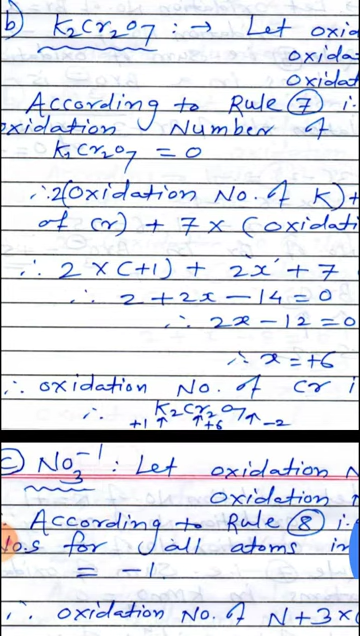 b) K₂Cr₂O₇ :→ Let oxid
oxida
oxidat
According to Rule ⑦ i.
oxidation Number of
K₂Cr₂O₇ = 0
∴ 2(oxidation No. of K) +
of Cr) + 7 × (oxidati
∴ 2 × (+1) + 2x + 7
∴ 2 + 2x − 14 = 0
∴ 2x − 12 = 0
∴ x = +6
∴ oxidation No. of Cr i
∴ K₂Cr₂O₇
+1↑ ↑+6 ↑−2
c) NO₃⁻¹ : Let oxidation N
oxidation
According to Rule ⑧ i.
No.s for all atoms in
= −1.
∴ oxidation No. of N + 3 ×